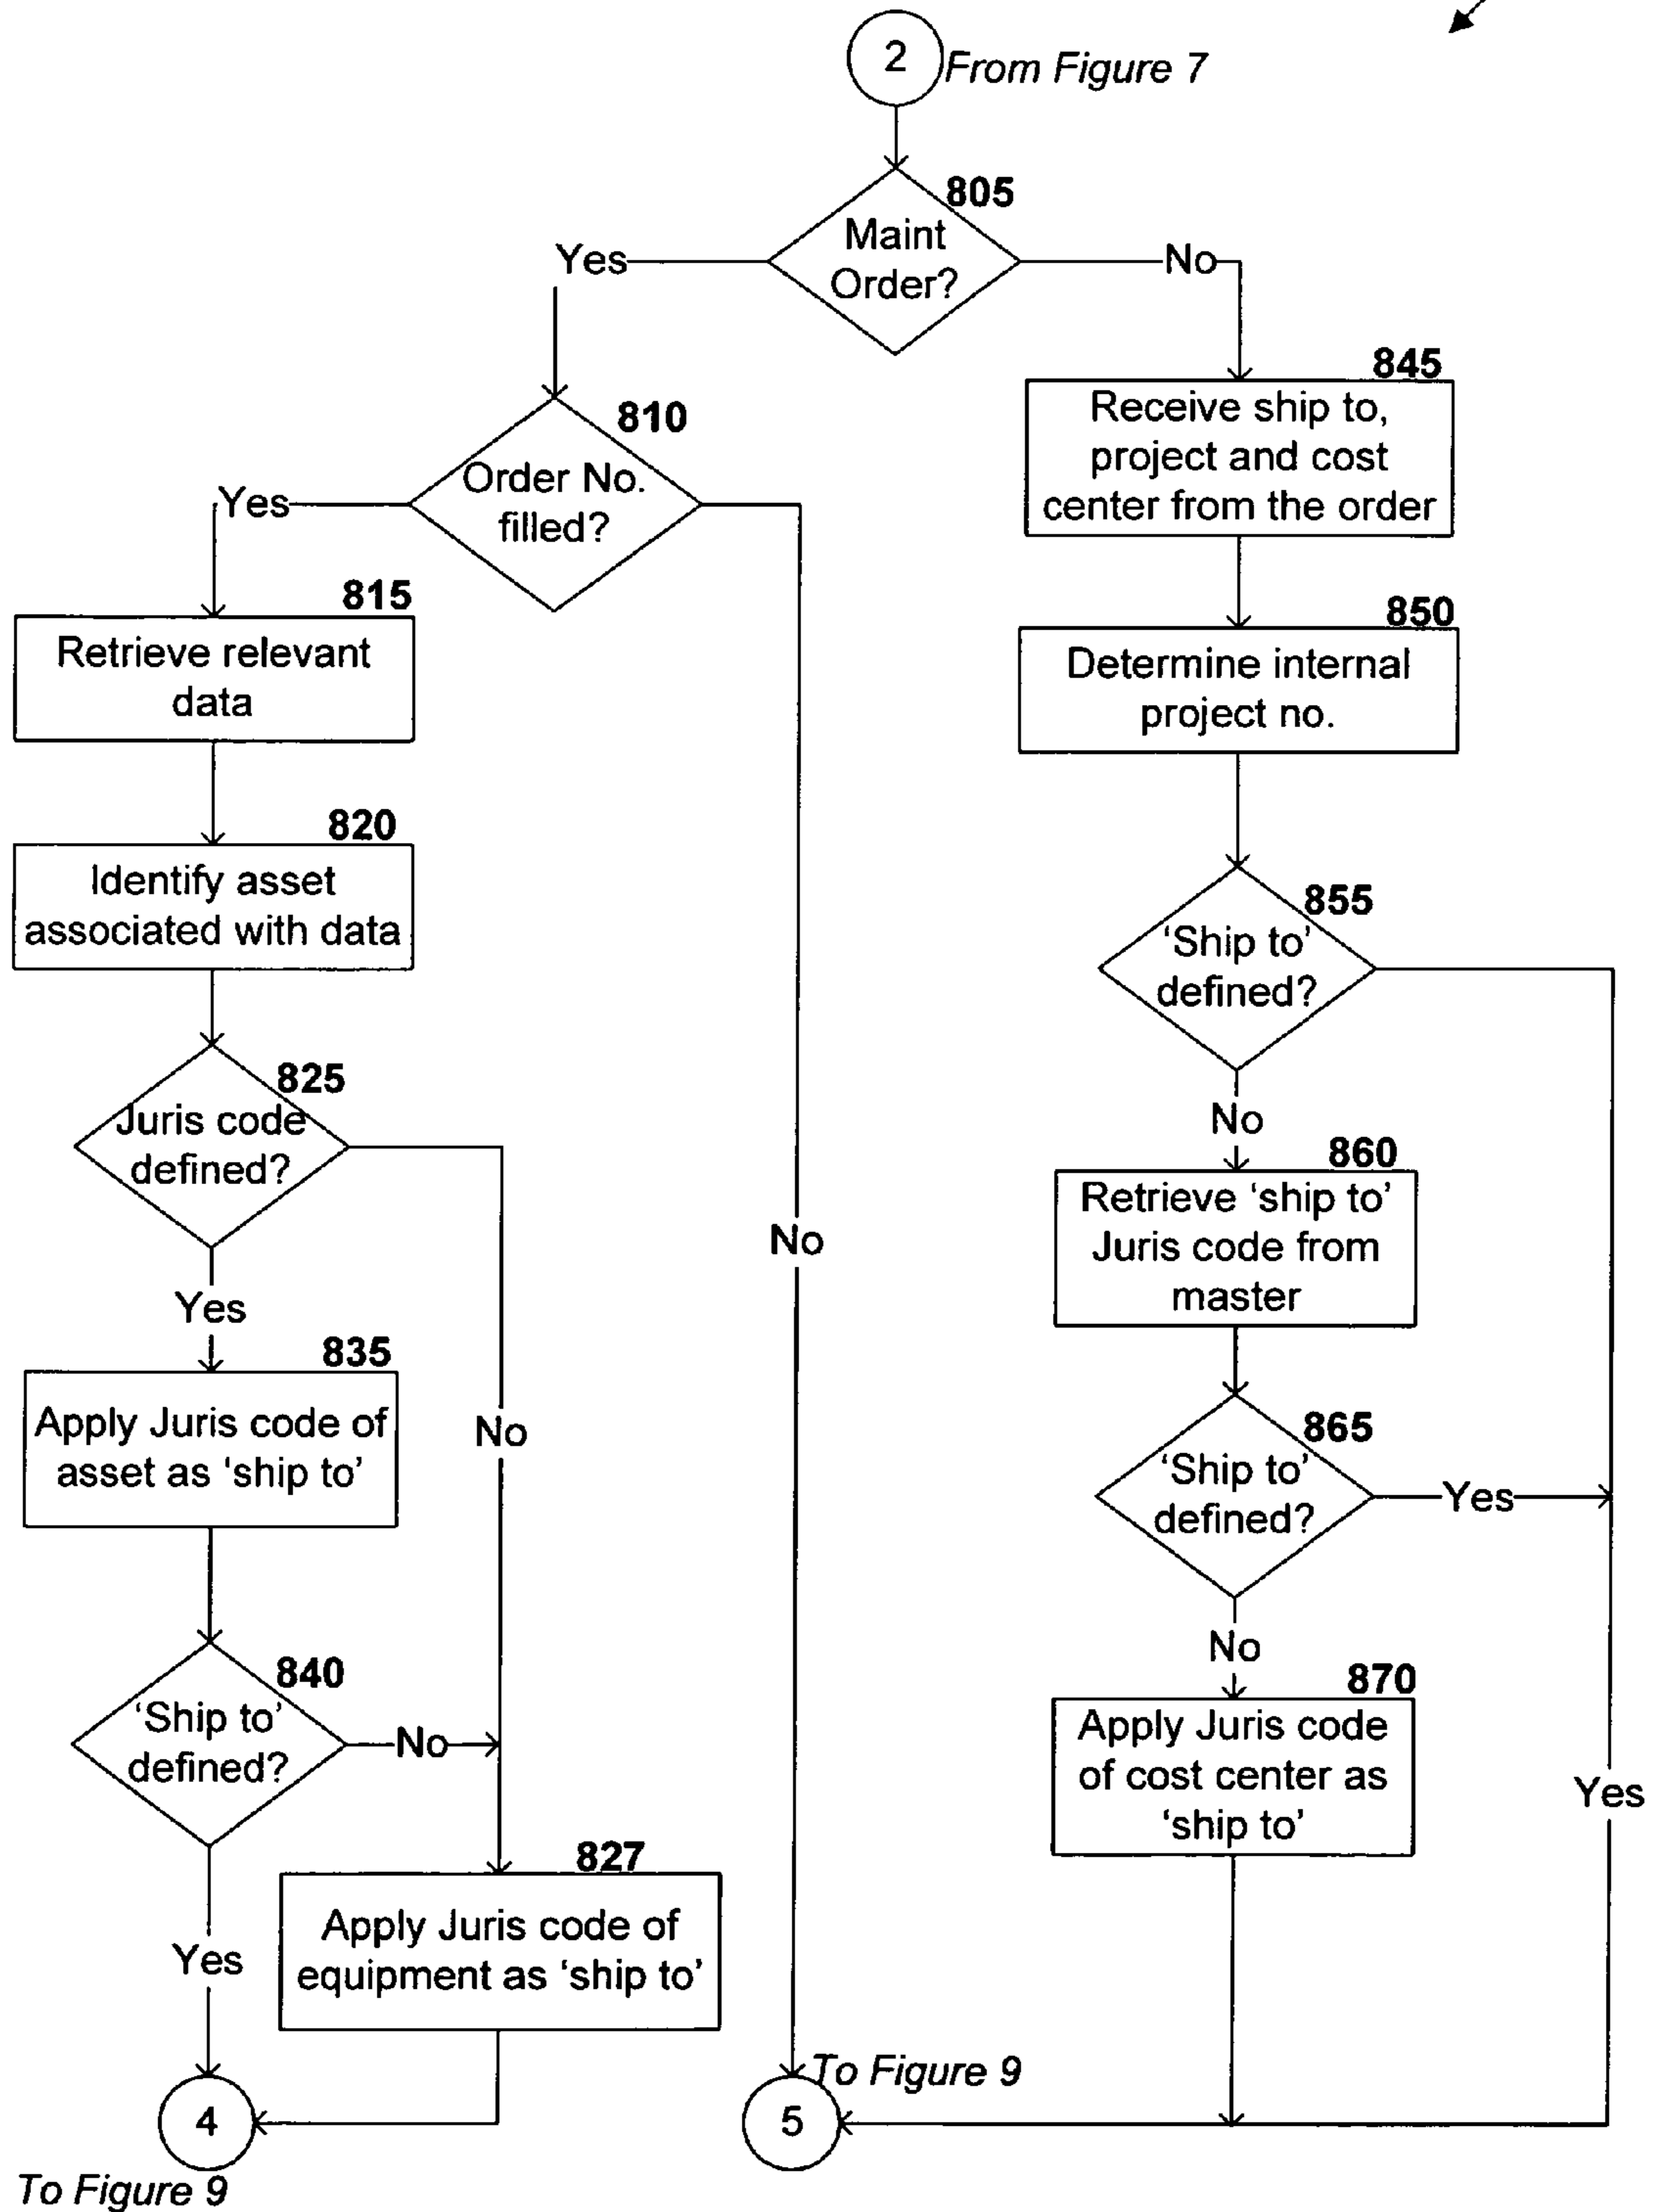 2
From Figure 7
805
Maint
Order?
Yes
No
810
Order No.
filled?
Yes
No
815
Retrieve relevant
data
820
Identify asset
associated with data
825
Juris code
defined?
Yes
No
835
Apply Juris code of
asset as ‘ship to’
840
‘Ship to’
defined?
No
Yes
827
Apply Juris code of
equipment as ‘ship to’
4
To Figure 9
845
Receive ship to,
project and cost
center from the order
850
Determine internal
project no.
855
‘Ship to’
defined?
No
860
Retrieve ‘ship to’
Juris code from
master
865
‘Ship to’
defined?
Yes
No
870
Apply Juris code
of cost center as
‘ship to’
Yes
To Figure 9
5